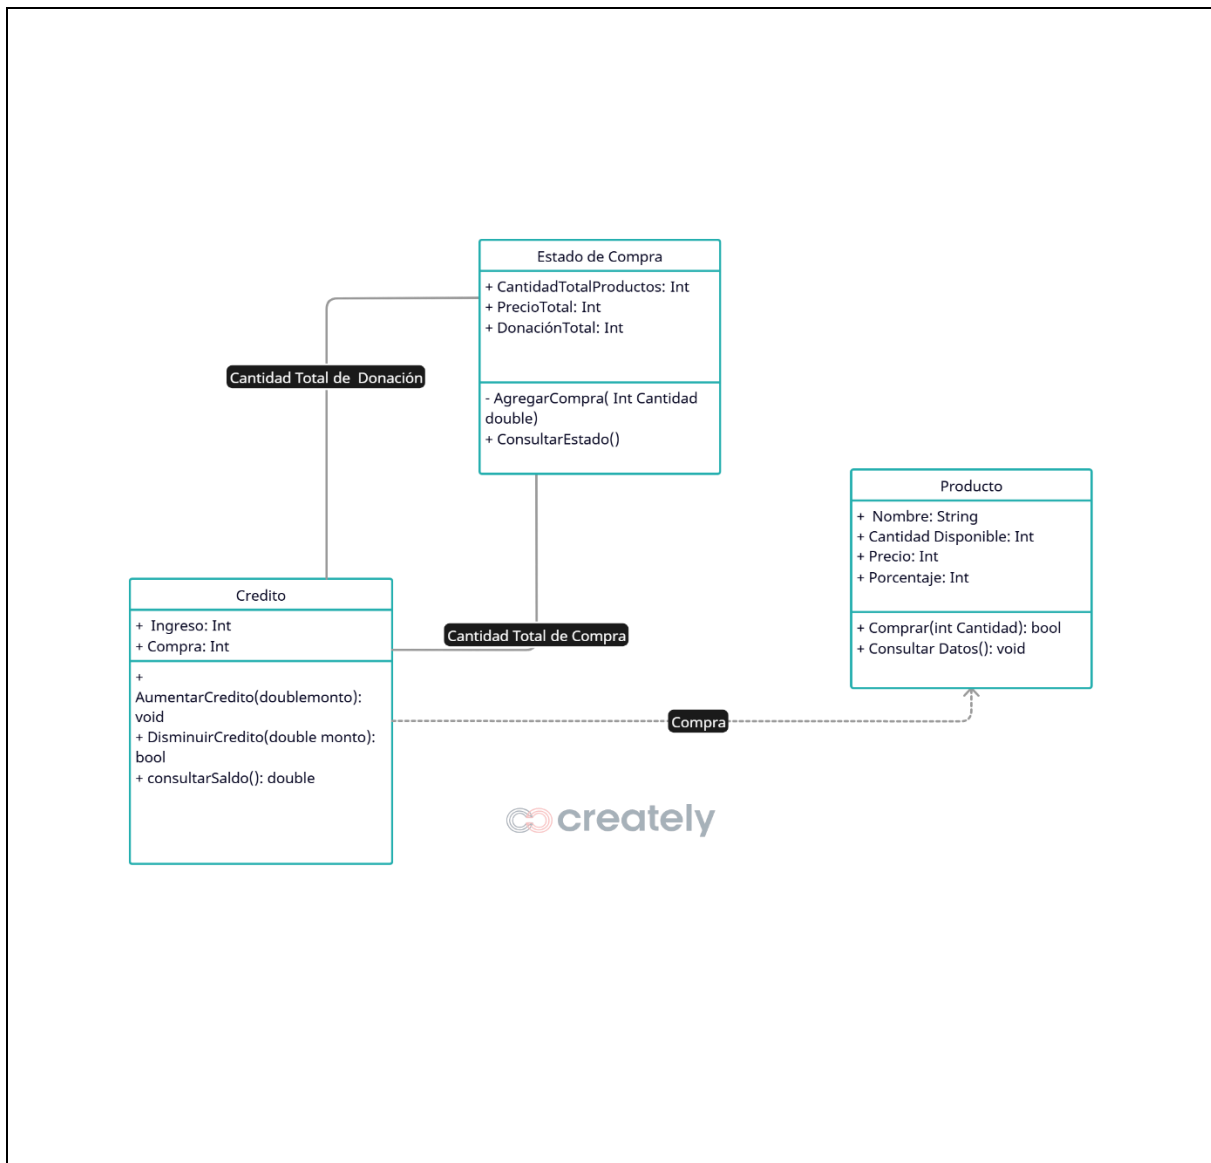 Estado de Compra
+ CantidadTotalProductos: Int
+ PrecioTotal: Int
+ DonaciónTotal: Int
- AgregarCompra( Int Cantidad
double)
+ ConsultarEstado()
Cantidad Total de  Donación
Producto
+  Nombre: String
+ Cantidad Disponible: Int
+ Precio: Int
+ Porcentaje: Int
+ Comprar(int Cantidad): bool
+ Consultar Datos(): void
Credito
+  Ingreso: Int
+ Compra: Int
+
AumentarCredito(doublemonto):
void
+ DisminuirCredito(double monto):
bool
+ consultarSaldo(): double
Cantidad Total de Compra
Compra
creately